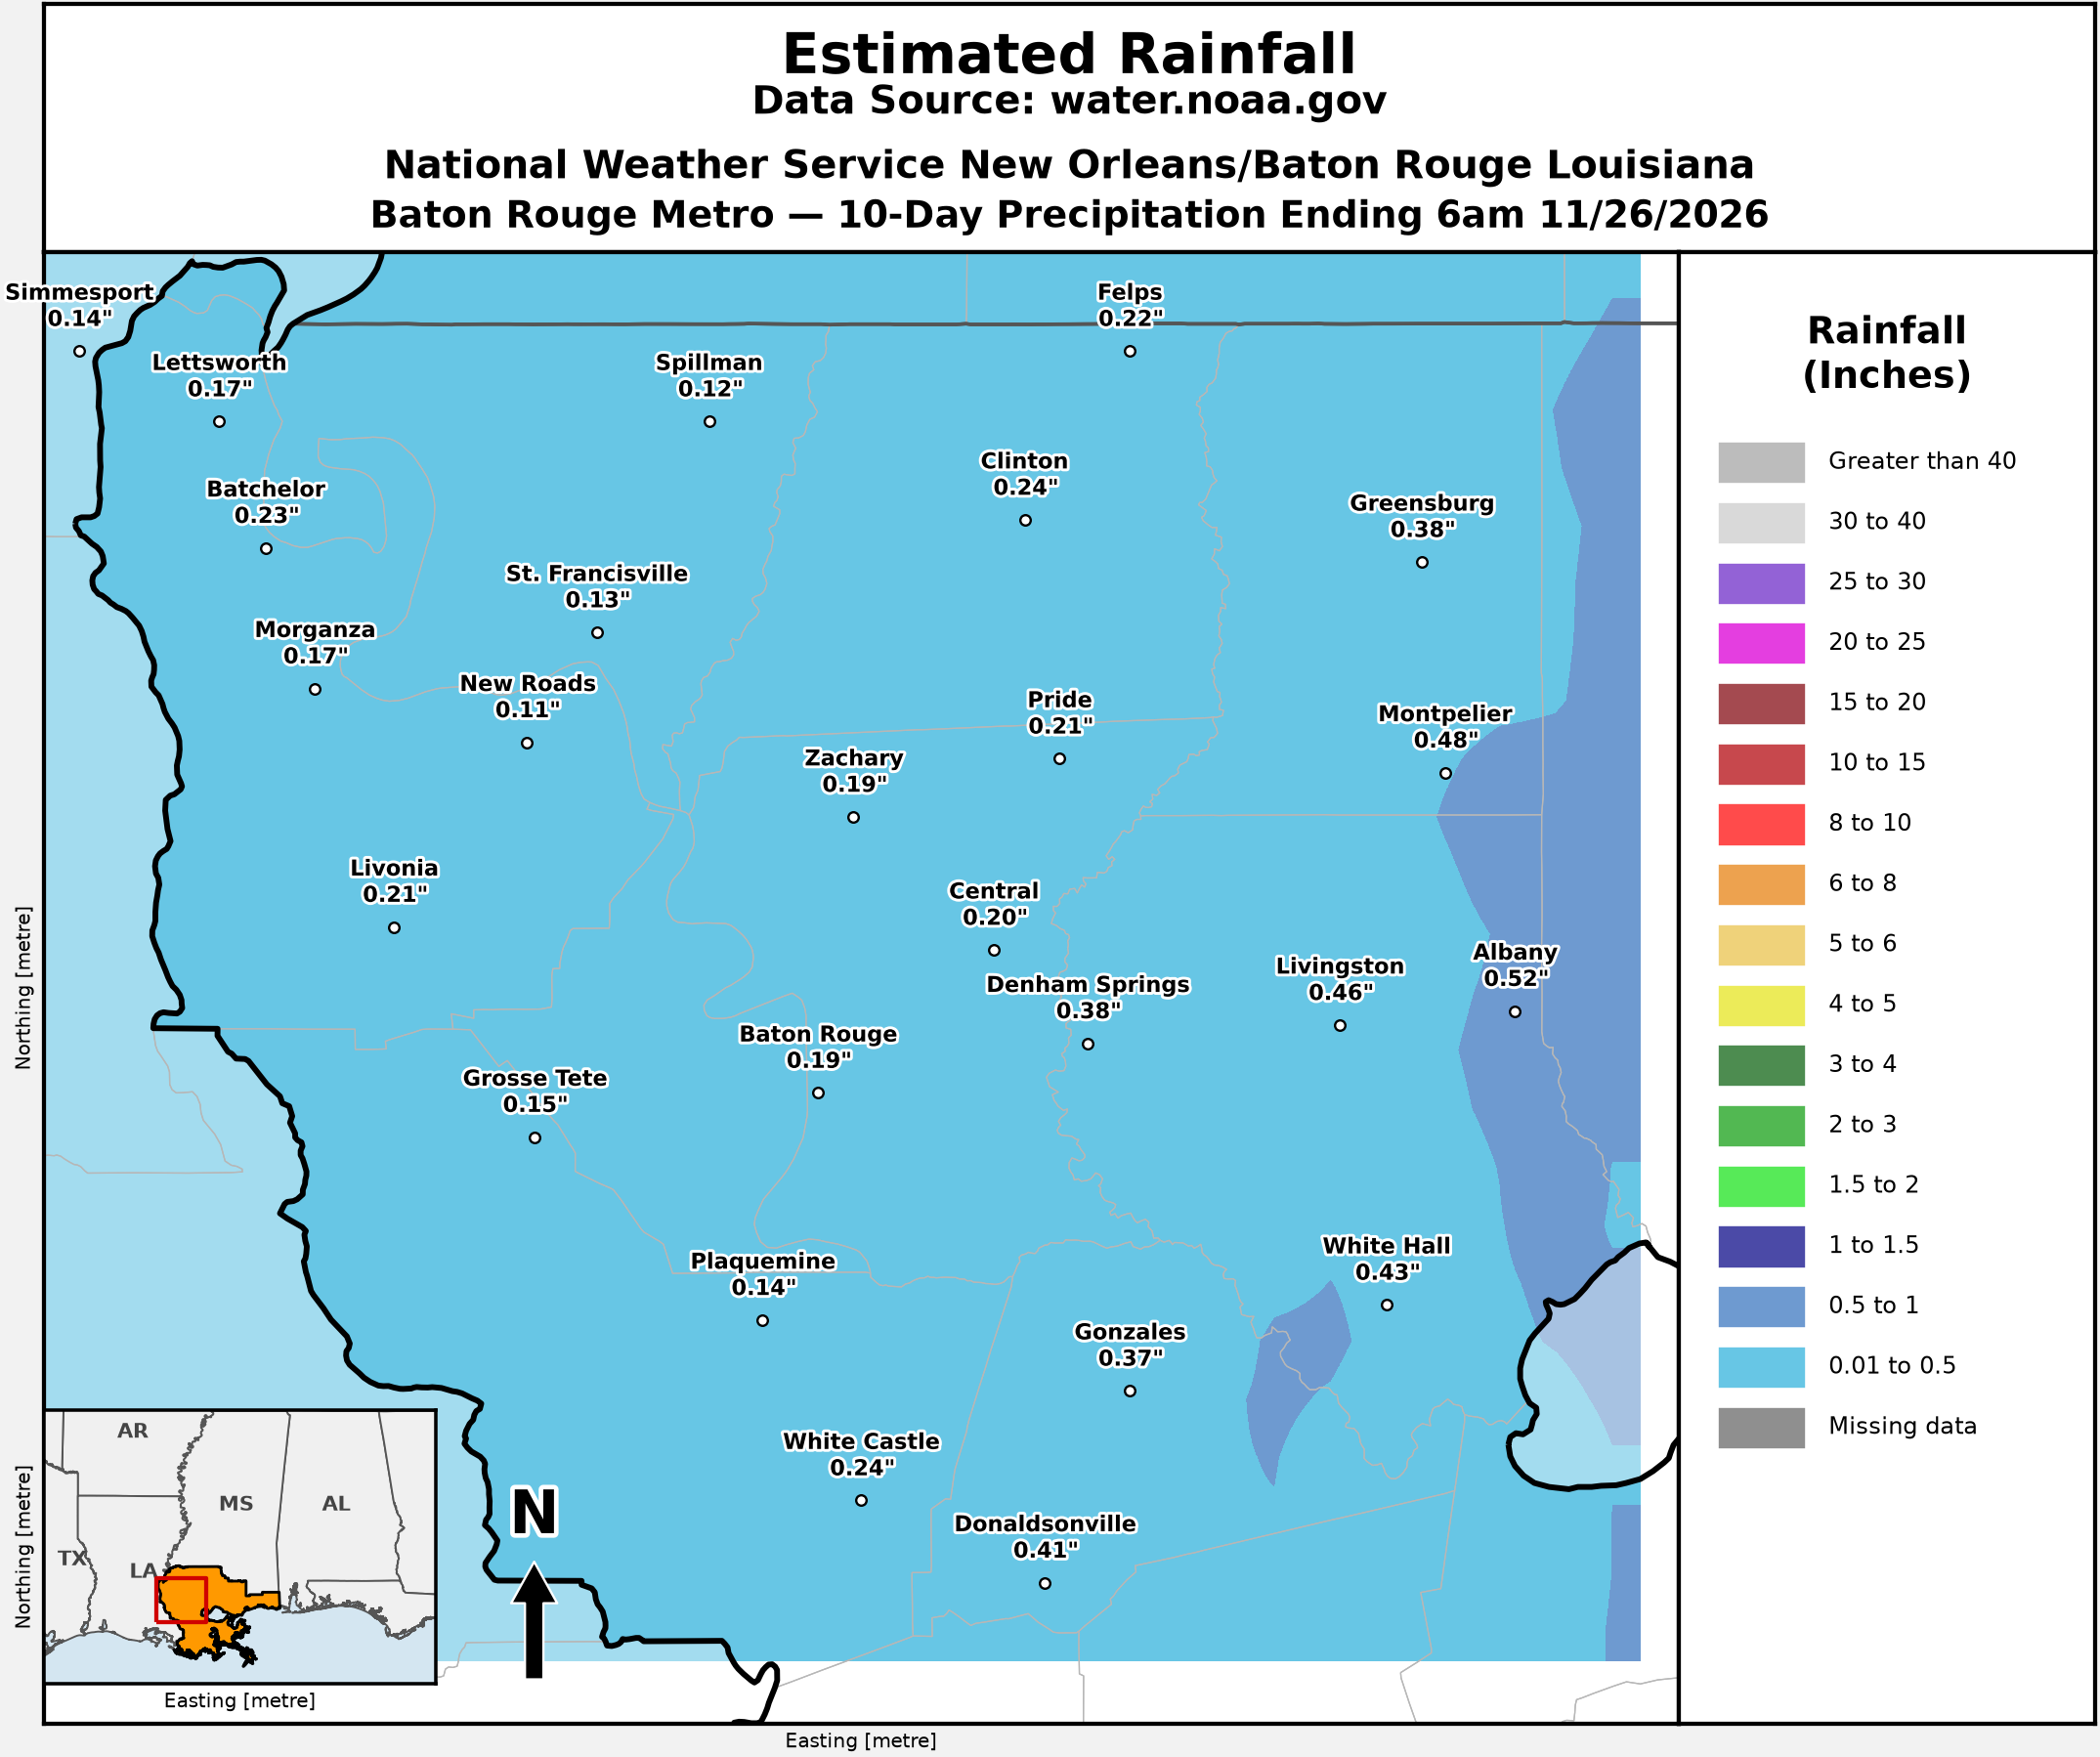 Estimated Rainfall
Data Source: water.noaa.gov
National Weather Service New Orleans/Baton Rouge Louisiana
Baton Rouge Metro — 10-Day Precipitation Ending 6am 11/26/2026
Simmesport
0.14"
Felps
0.22"
Lettsworth
0.17"
Spillman
0.12"
Clinton
0.24"
Batchelor
0.23"
Greensburg
0.38"
St. Francisville
0.13"
Morganza
0.17"
New Roads
0.11"
Pride
0.21"
Montpelier
0.48"
Zachary
0.19"
Livonia
0.21"
Central
0.20"
Albany
0.52"
Livingston
0.46"
Denham Springs
0.38"
Baton Rouge
0.19"
Grosse Tete
0.15"
White Hall
0.43"
Plaquemine
0.14"
Gonzales
0.37"
White Castle
0.24"
Donaldsonville
0.41"
N
Rainfall
(Inches)
Greater than 40
30 to 40
25 to 30
20 to 25
15 to 20
10 to 15
8 to 10
6 to 8
5 to 6
4 to 5
3 to 4
2 to 3
1.5 to 2
1 to 1.5
0.5 to 1
0.01 to 0.5
Missing data
AR
MS
AL
TX
LA
Northing [metre]
Northing [metre]
Easting [metre]
Easting [metre]